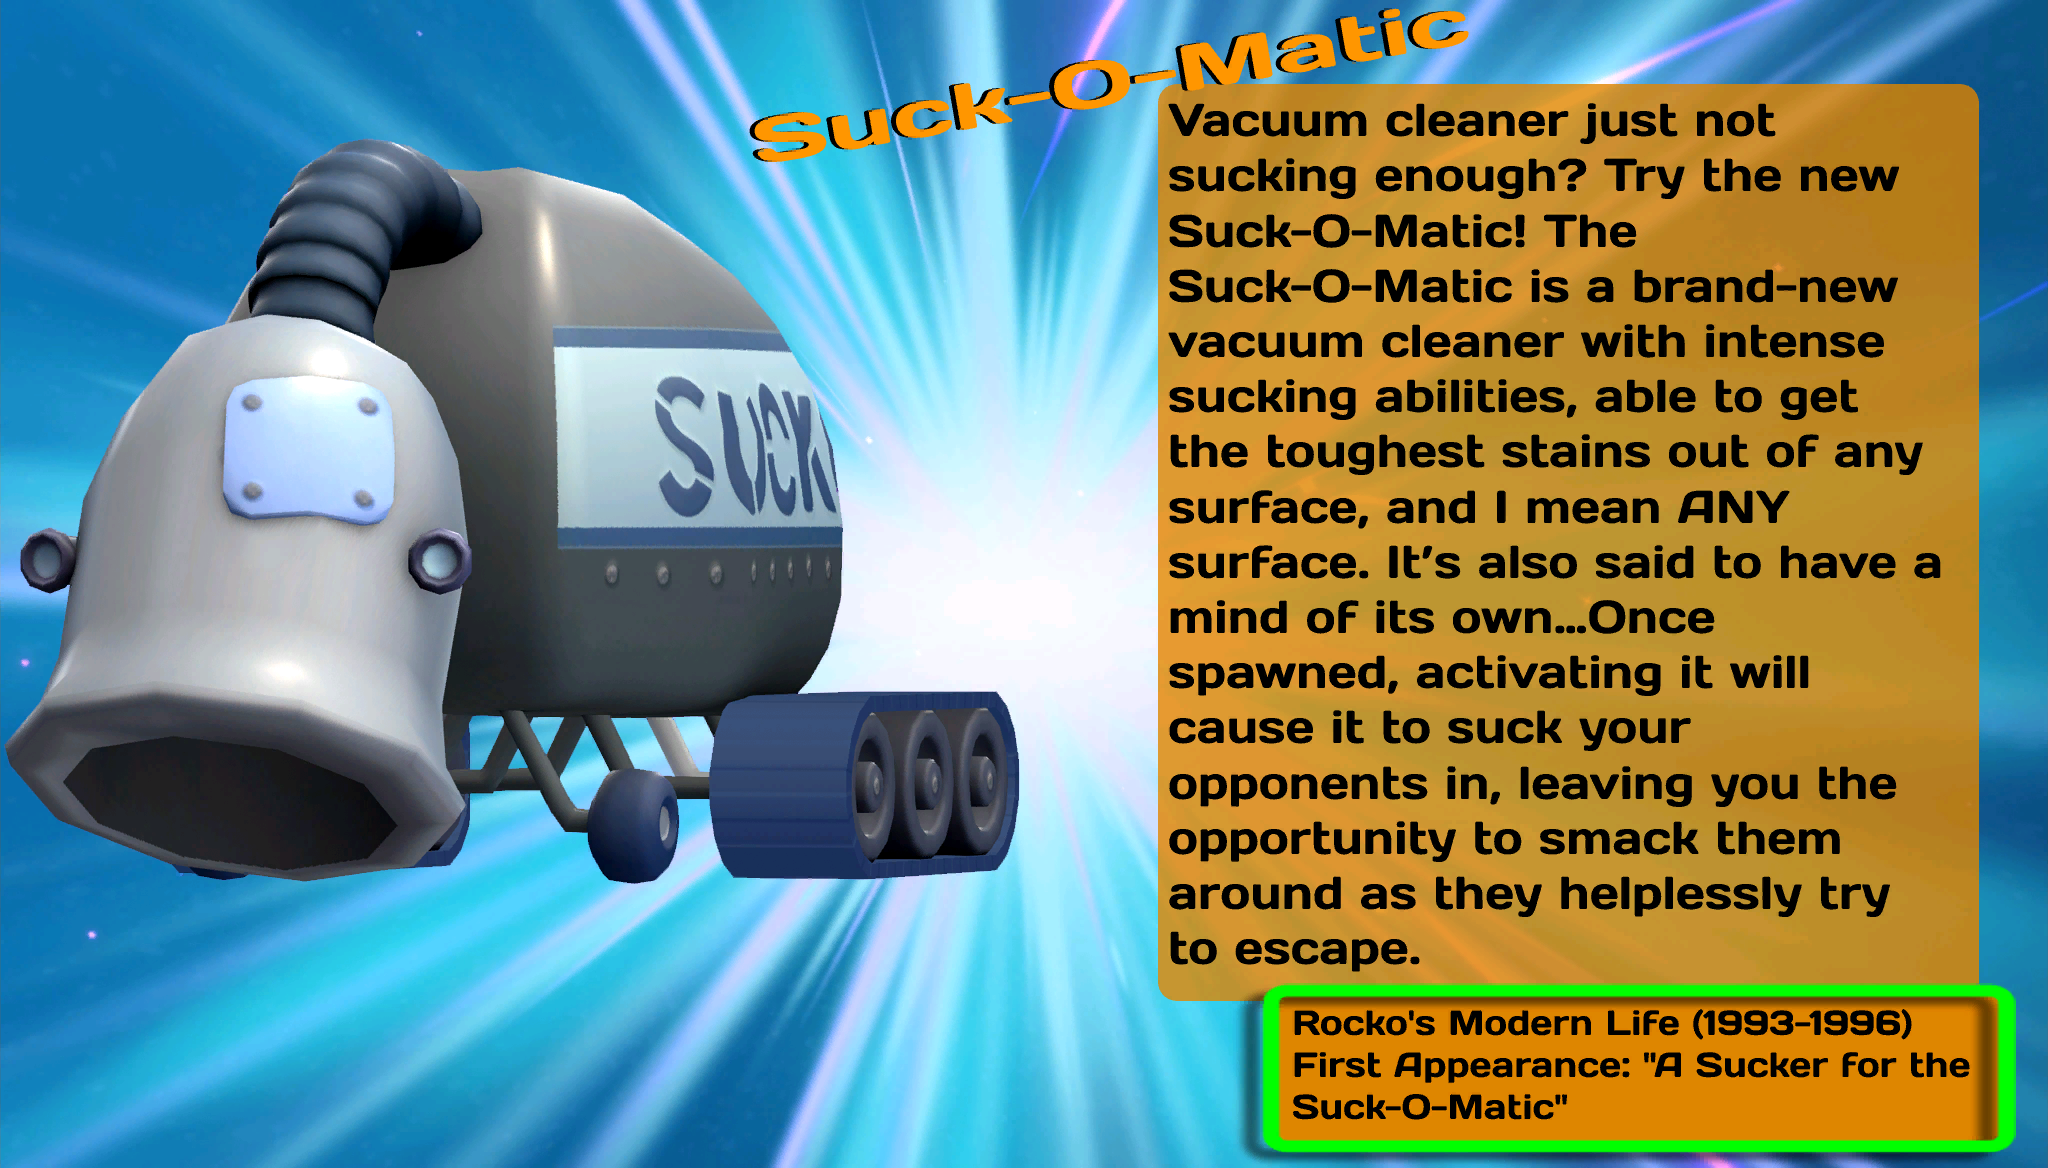 Suck-O-Matic
Vacuum cleaner just not
sucking enough? Try the new
Suck-O-Matic! The
Suck-O-Matic is a brand-new
vacuum cleaner with intense
sucking abilities, able to get
the toughest stains out of any
surface, and I mean ANY
surface. It’s also said to have a
mind of its own...Once
spawned, activating it will
cause it to suck your
opponents in, leaving you the
opportunity to smack them
around as they helplessly try
to escape.
SUCK
Rocko's Modern Life (1993-1996)
First Appearance: "A Sucker for the
Suck-O-Matic"